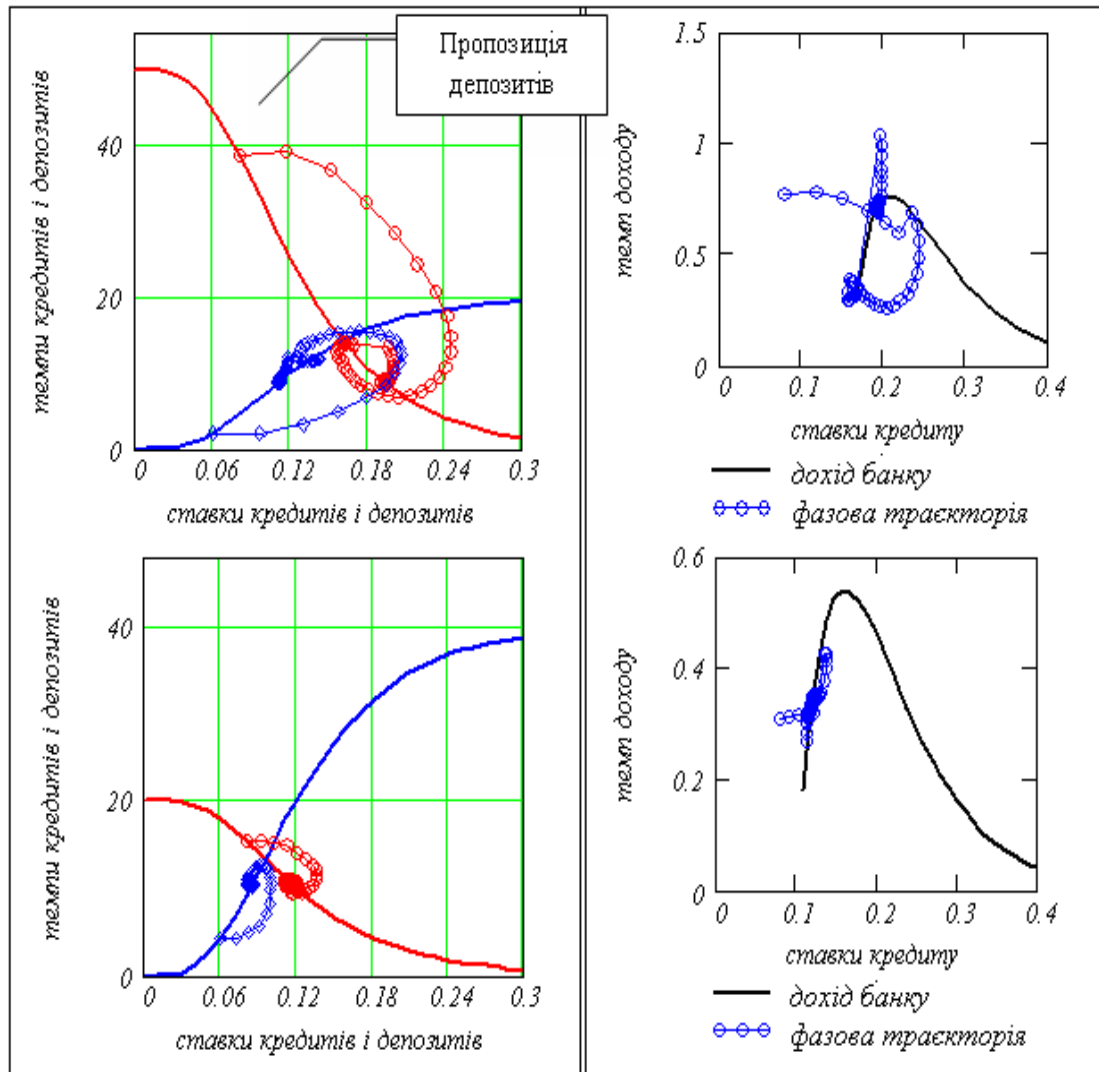 Пропозиція
депозитів
темпи кредитів і депозитів
40
20
0
0 0.06 0.12 0.18 0.24 0.3
ставки кредитів і депозитів
темп доходу
1.5
1
0.5
0
0 0.1 0.2 0.3 0.4
ставки кредиту
дохід банку
фазова траєкторія
темпи кредитів і депозитів
40
20
0
0 0.06 0.12 0.18 0.24 0.3
ставки кредитів і депозитів
темп доходу
0.6
0.4
0.2
0
0 0.1 0.2 0.3 0.4
ставки кредиту
дохід банку
фазова траєкторія